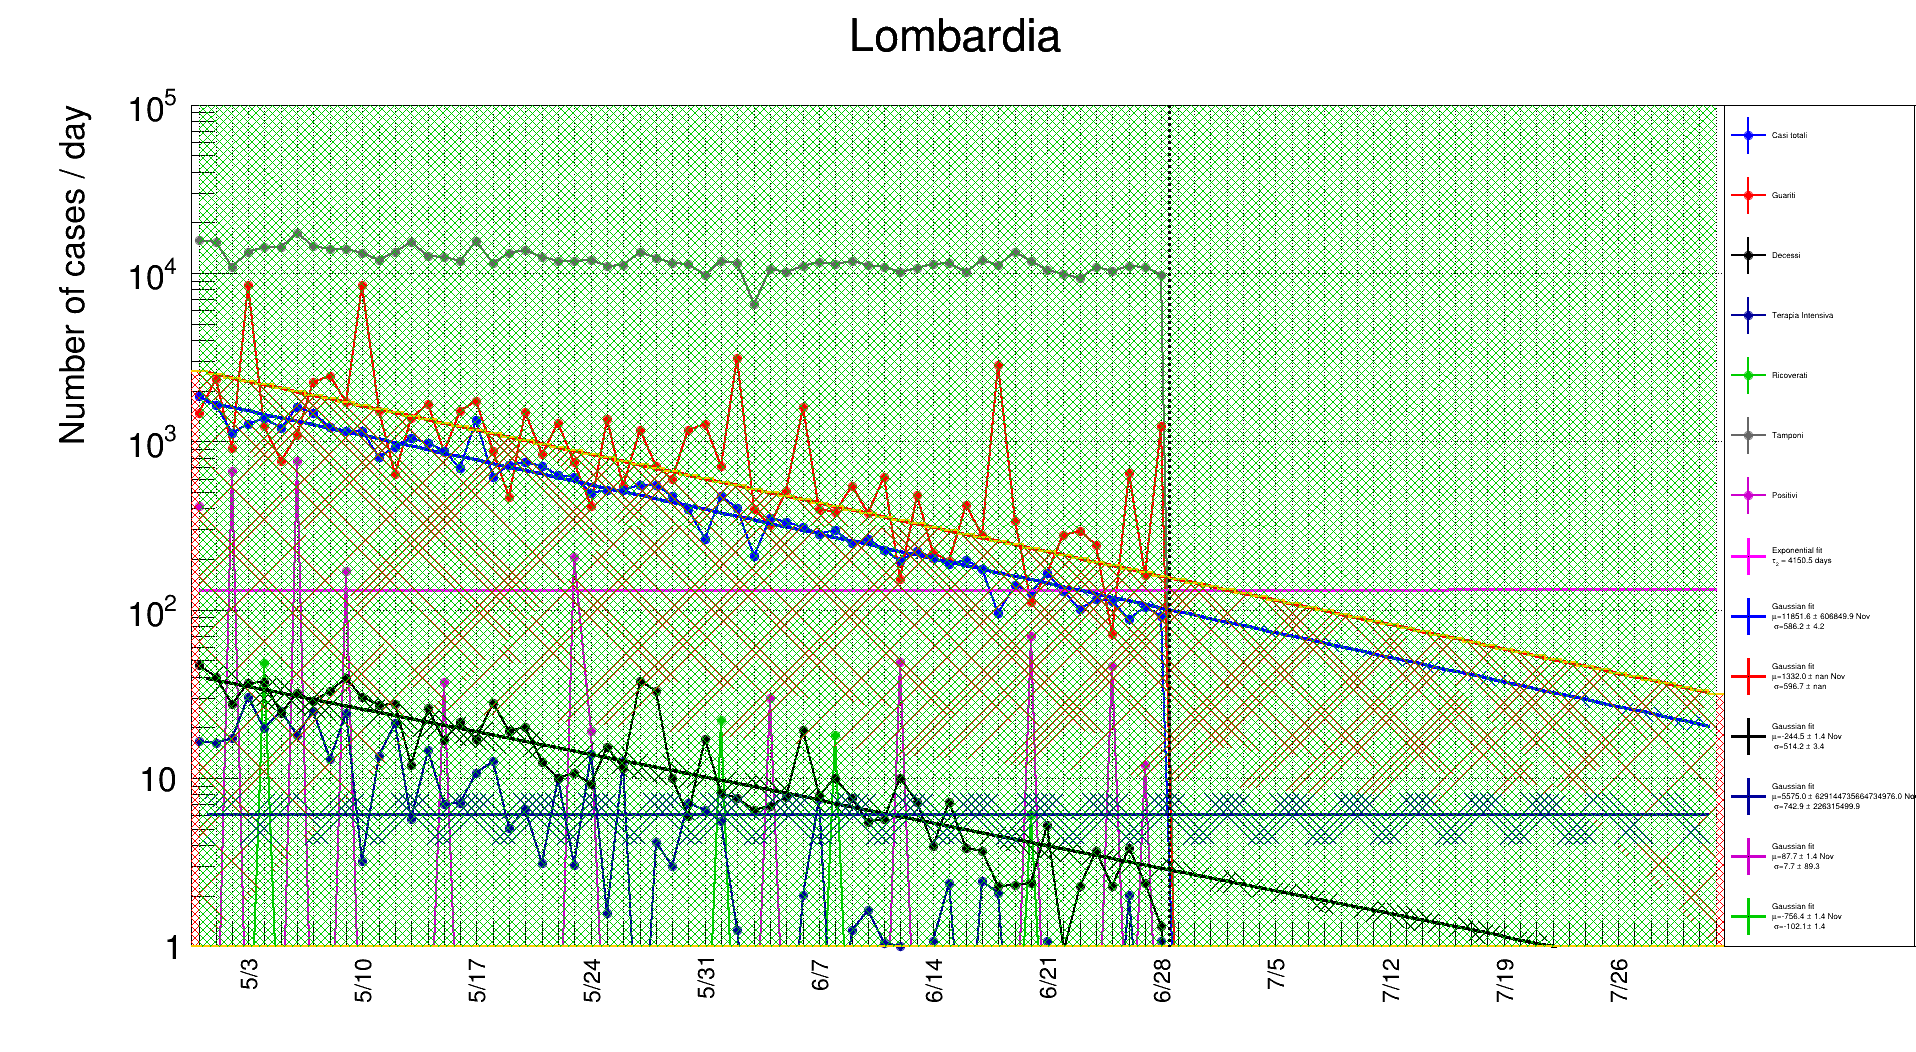 Lombardia
Number of cases / day
10^5
10^4
10^3
10^2
10
1
5/3
5/10
5/17
5/24
5/31
6/7
6/14
6/21
6/28
7/5
7/12
7/19
7/26
Casi totali
Guariti
Decessi
Terapia Intensiva
Ricoverati
Tamponi
Positivi
Exponential fit
τ₂ = 4150.5 days
Gaussian fit
μ=11851.6 ± 606849.9 Nov
σ=586.2 ± 4.2
Gaussian fit
μ=1332.0 ± nan Nov
σ=596.7 ± nan
Gaussian fit
μ=-244.5 ± 1.4 Nov
σ=514.2 ± 3.4
Gaussian fit
μ=5575.0 ± 629144735664734976.0 Nov
σ=742.9 ± 226315499.9
Gaussian fit
μ=87.7 ± 1.4 Nov
σ=7.7 ± 89.3
Gaussian fit
μ=-756.4 ± 1.4 Nov
σ=-102.1± 1.4